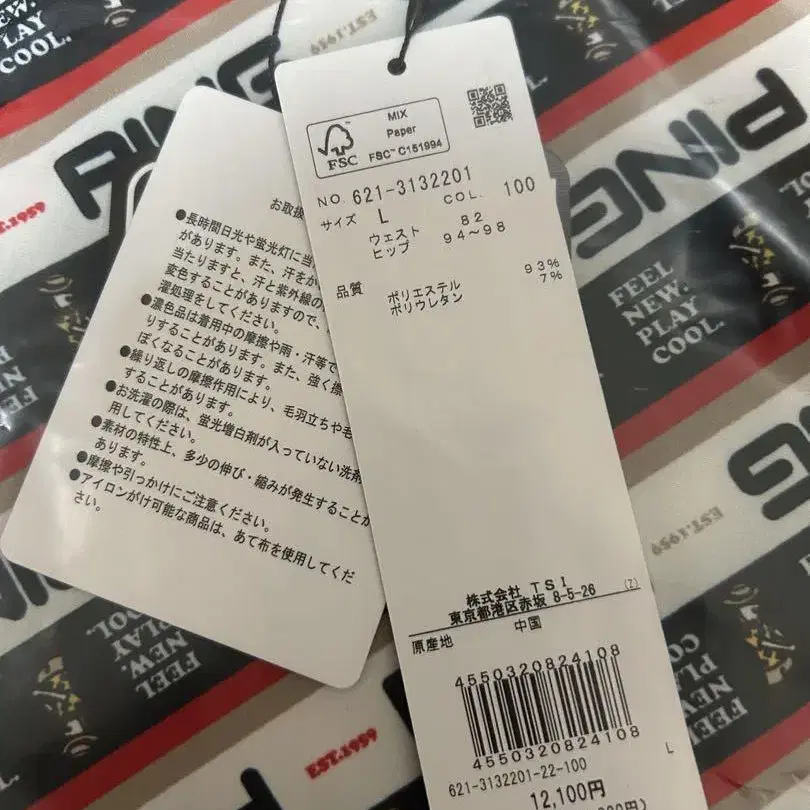 MIX
Paper
FSC™ C151994
FSC
NO. 621-3132201 COL. 100
サイズ L
ウェスト 82
ヒップ 94~98
品質
ポリエステル 93%
ポリウレタン 7%
株式会社 TSI
東京都港区赤坂 8-5-26 (Z)
原産地 中国
4550320824108
4550320824108
L
621-3132201-22-100
12,100円
お取扱
●長時間日光や蛍光灯に当
があります。また、汗をか
当たりますと、汗と紫外線の
変色することがありますので、
濯処理をしてください。
●濃色品は着用中の摩擦や雨・汗等で
りすることがあります。また、強く擦
ぽくなることがあります。
●繰り返しの摩擦作用により、毛羽立ちや毛
することがあります。
●お洗濯の際は、蛍光増白剤が入っていない洗剤
用してください。
●素材の特性上、多少の伸び・縮みが発生することが
あります。
●摩擦や引っかけにご注意ください。
●アイロンがけ可能な商品は、あて布を使用してくだ
さい。
PING
EST.1959
FEEL
NEW.
PLAY
COOL.
PING
EST.1959
FEEL
NEW.
PLAY
COOL.
EST.1959